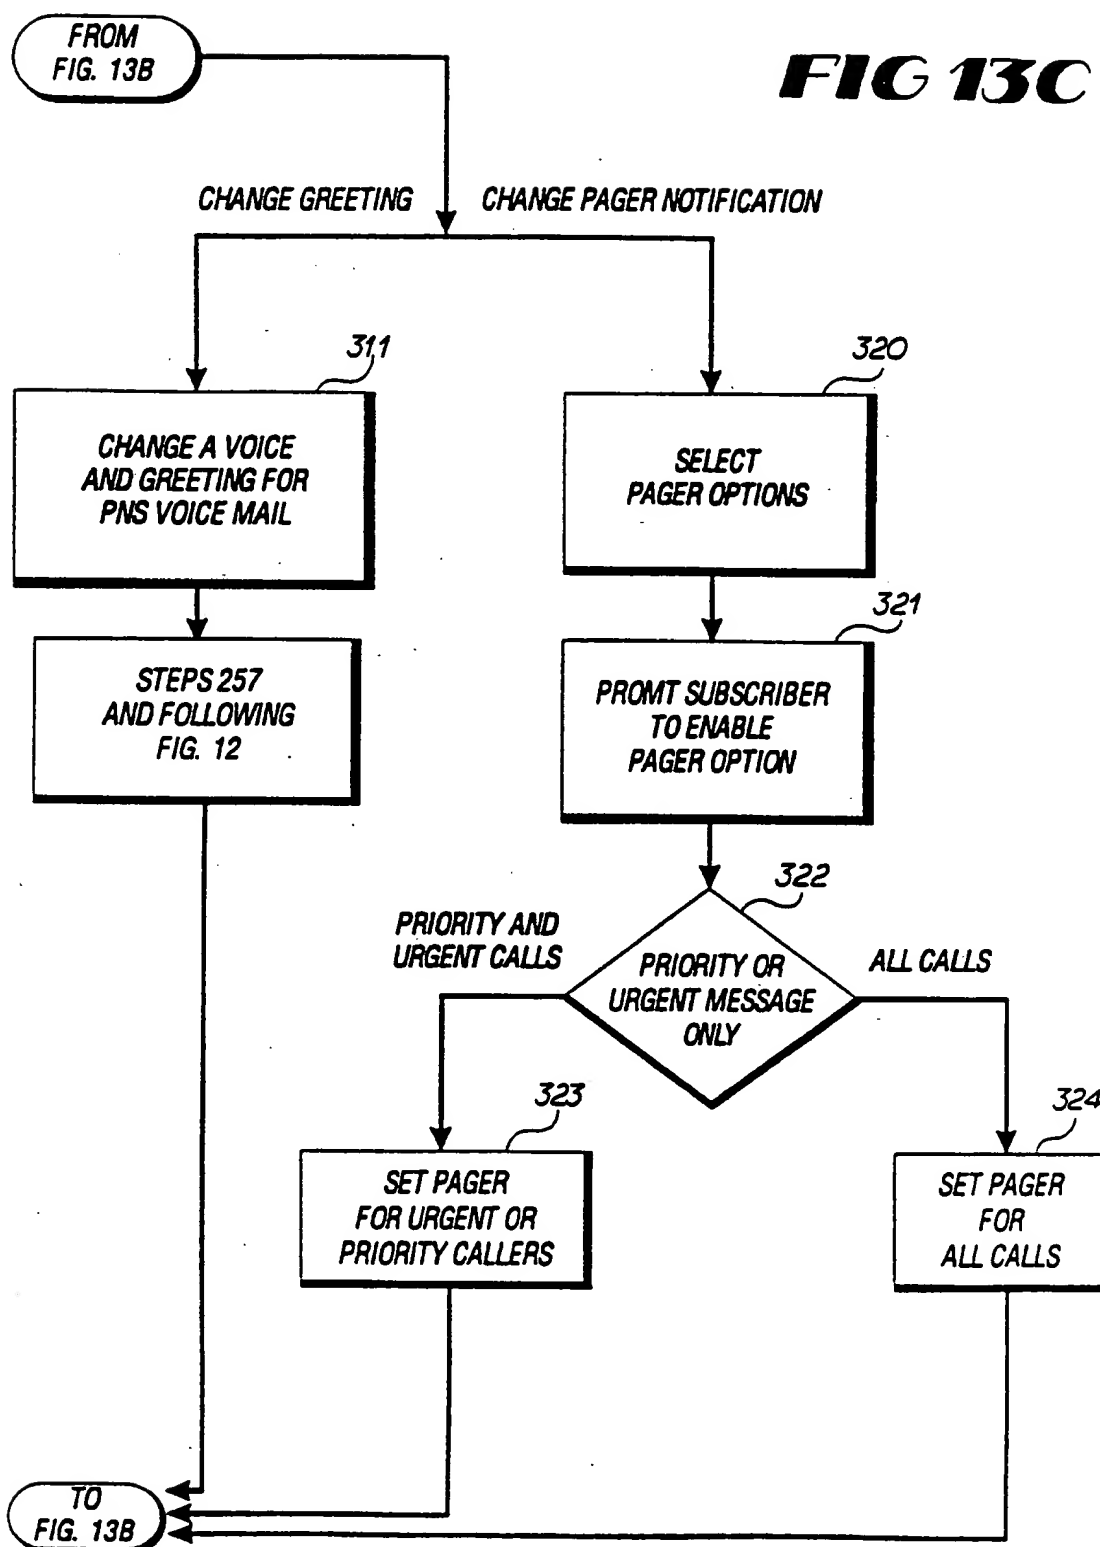 FROM
FIG. 13B
FIG 13C
CHANGE GREETING
CHANGE PAGER NOTIFICATION
311
CHANGE A VOICE
AND GREETING FOR
PNS VOICE MAIL
320
SELECT
PAGER OPTIONS
STEPS 257
AND FOLLOWING
FIG. 12
321
PROMT SUBSCRIBER
TO ENABLE
PAGER OPTION
322
PRIORITY AND
URGENT CALLS
PRIORITY OR
URGENT MESSAGE
ONLY
ALL CALLS
323
SET PAGER
FOR URGENT OR
PRIORITY CALLERS
324
SET PAGER
FOR
ALL CALLS
TO
FIG. 13B